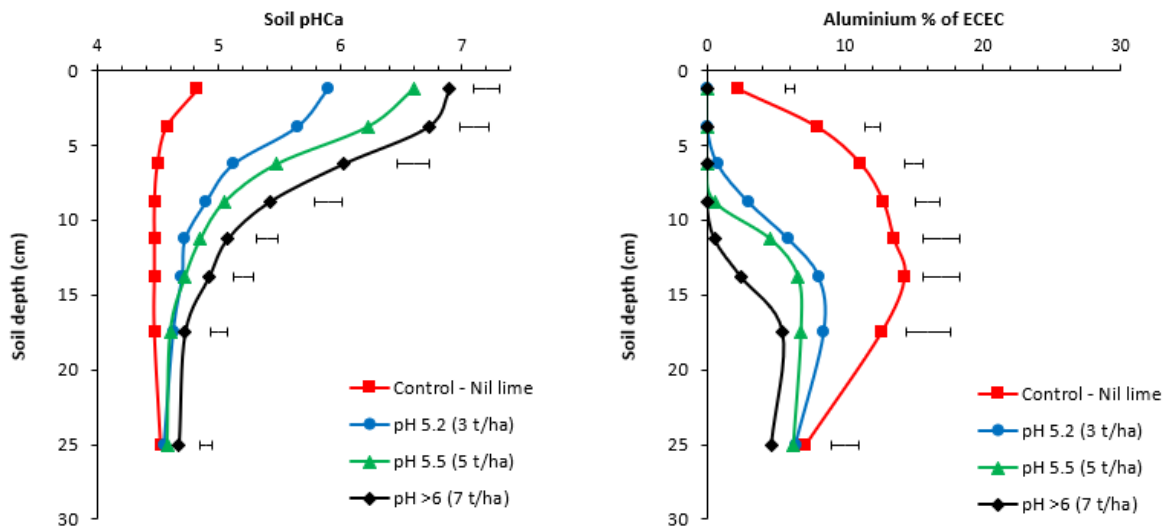 Soil pHCa
4 5 6 7
0
5
10
15
20
25
30
Soil depth (cm)
Control - Nil lime
pH 5.2 (3 t/ha)
pH 5.5 (5 t/ha)
pH >6 (7 t/ha)
Aluminium % of ECEC
0 10 20 30
0
5
10
15
20
25
30
Soil depth (cm)
Control - Nil lime
pH 5.2 (3 t/ha)
pH 5.5 (5 t/ha)
pH >6 (7 t/ha)